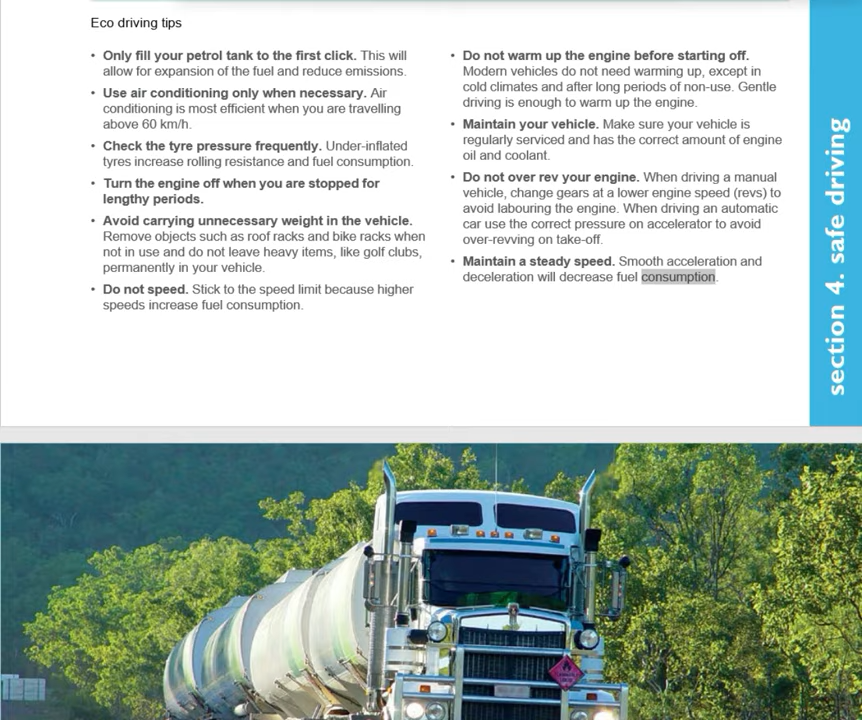 Eco driving tips
• Only fill your petrol tank to the first click. This will
allow for expansion of the fuel and reduce emissions.
• Use air conditioning only when necessary. Air
conditioning is most efficient when you are travelling
above 60 km/h.
• Check the tyre pressure frequently. Under-inflated
tyres increase rolling resistance and fuel consumption.
• Turn the engine off when you are stopped for
lengthy periods.
• Avoid carrying unnecessary weight in the vehicle.
Remove objects such as roof racks and bike racks when
not in use and do not leave heavy items, like golf clubs,
permanently in your vehicle.
• Do not speed. Stick to the speed limit because higher
speeds increase fuel consumption.
• Do not warm up the engine before starting off.
Modern vehicles do not need warming up, except in
cold climates and after long periods of non-use. Gentle
driving is enough to warm up the engine.
• Maintain your vehicle. Make sure your vehicle is
regularly serviced and has the correct amount of engine
oil and coolant.
• Do not over rev your engine. When driving a manual
vehicle, change gears at a lower engine speed (revs) to
avoid labouring the engine. When driving an automatic
car use the correct pressure on accelerator to avoid
over-revving on take-off.
• Maintain a steady speed. Smooth acceleration and
deceleration will decrease fuel consumption.
section 4. safe driving